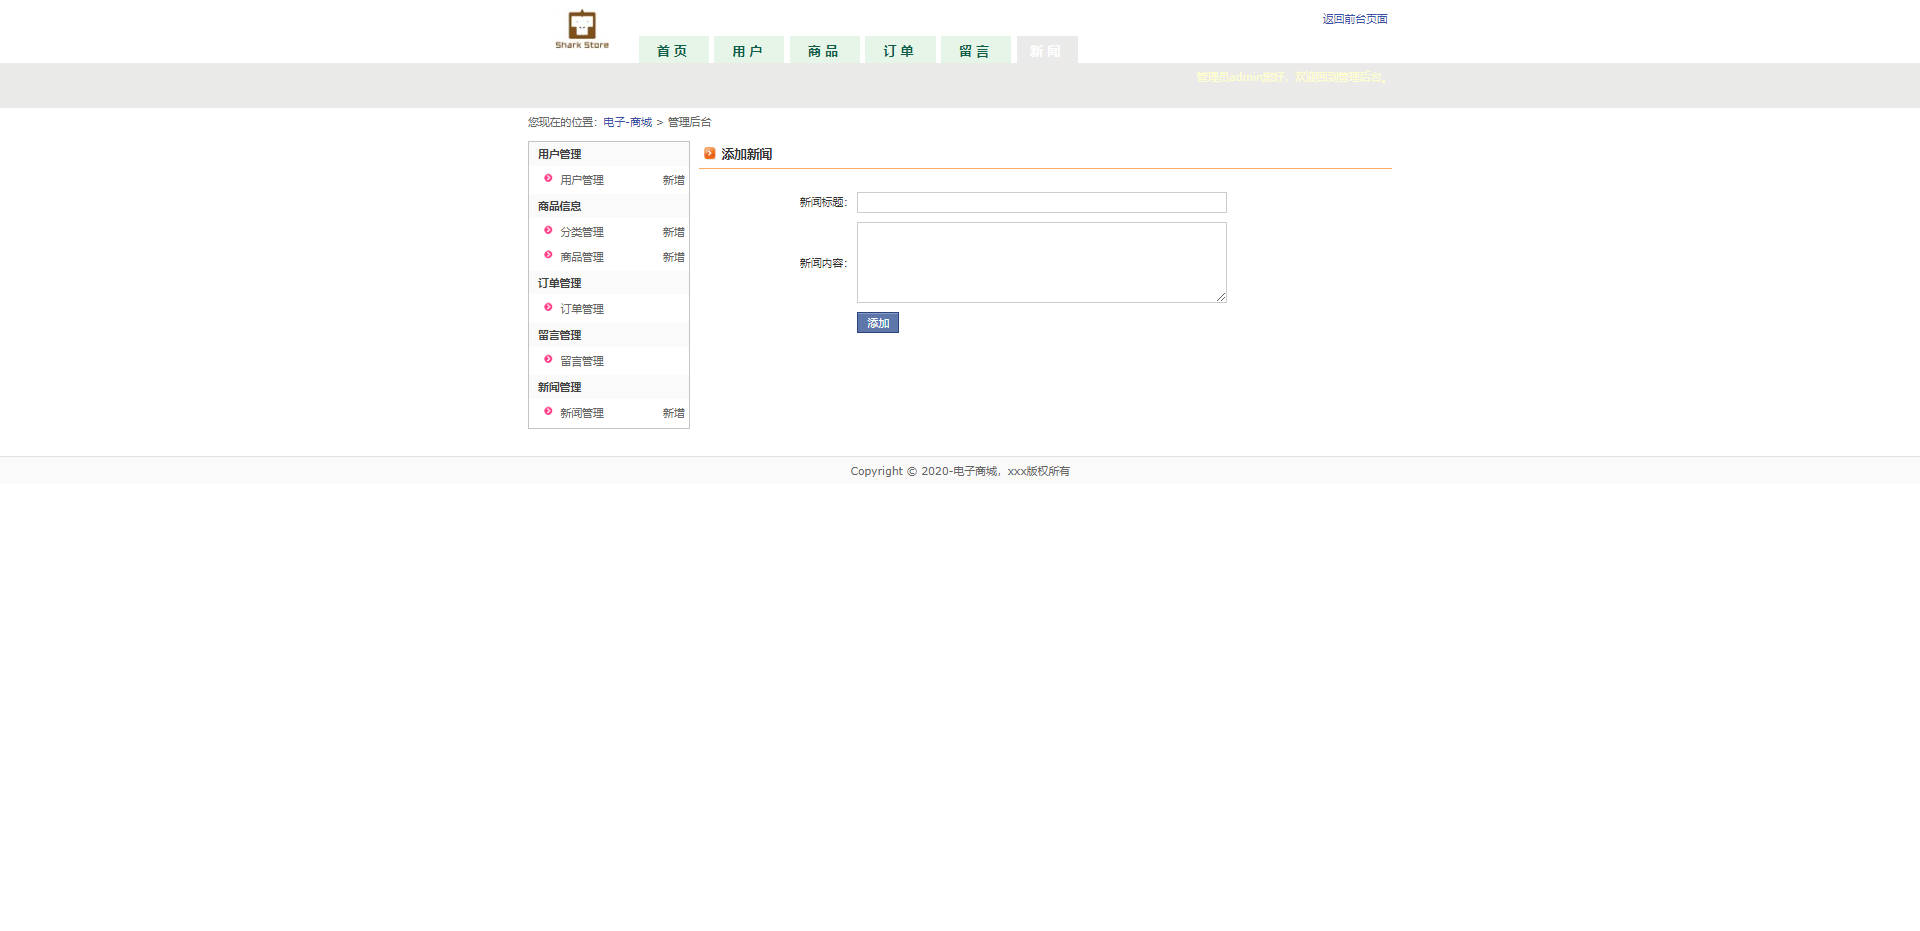 Shark Store
返回前台页面
首 页
用 户
商 品
订 单
留 言
新 闻
管理员admin您好，欢迎回到管理后台。
您现在的位置：电子-商城 > 管理后台
用户管理
用户管理 新增
商品信息
分类管理 新增
商品管理 新增
订单管理
订单管理
留言管理
留言管理
新闻管理
新闻管理 新增
添加新闻
新闻标题：
新闻内容：
添加
Copyright © 2020-电子商城，xxx版权所有